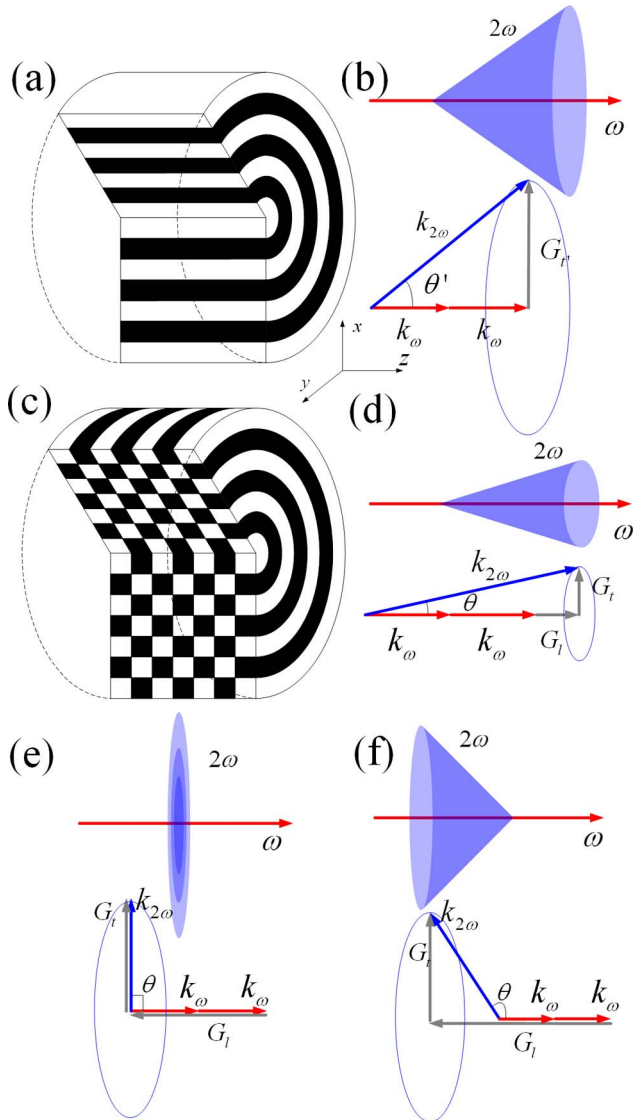 (a)
(b)
2ω
ω
k₂ω
Gₜ'
θ'
kω
kω
x
z
y
(c)
(d)
2ω
ω
k₂ω
Gₜ
θ
kω
kω
Gₗ
(e)
2ω
ω
Gₜ
k₂ω
θ
kω
kω
Gₗ
(f)
2ω
ω
k₂ω
Gₜ
θ
kω
kω
Gₗ